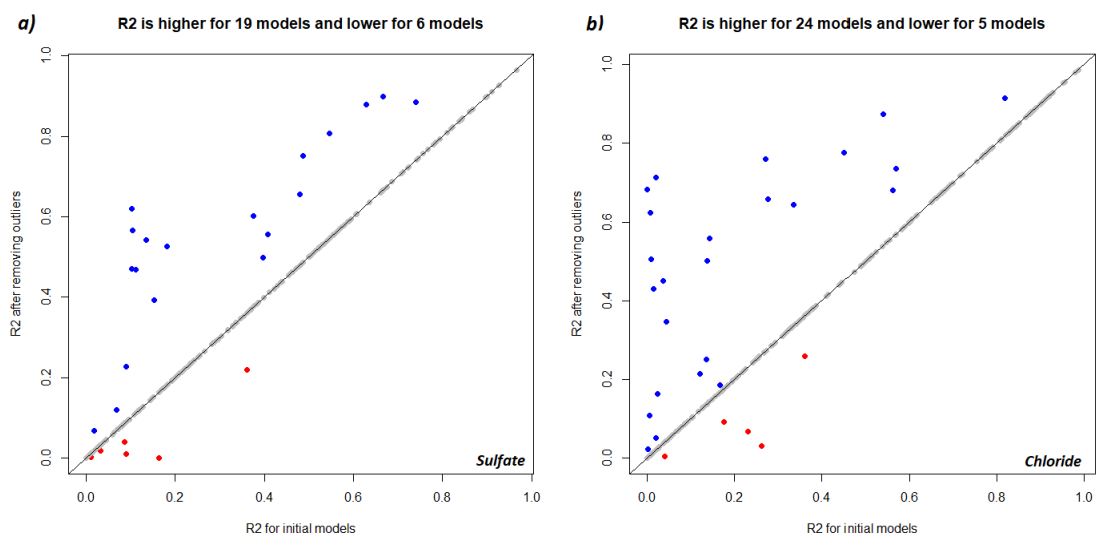 a)
R2 is higher for 19 models and lower for 6 models
R2 after removing outliers
1.0
0.8
0.6
0.4
0.2
0.0
Sulfate
0.0 0.2 0.4 0.6 0.8 1.0
R2 for initial models
b)
R2 is higher for 24 models and lower for 5 models
R2 after removing outliers
1.0
0.8
0.6
0.4
0.2
0.0
Chloride
0.0 0.2 0.4 0.6 0.8 1.0
R2 for initial models